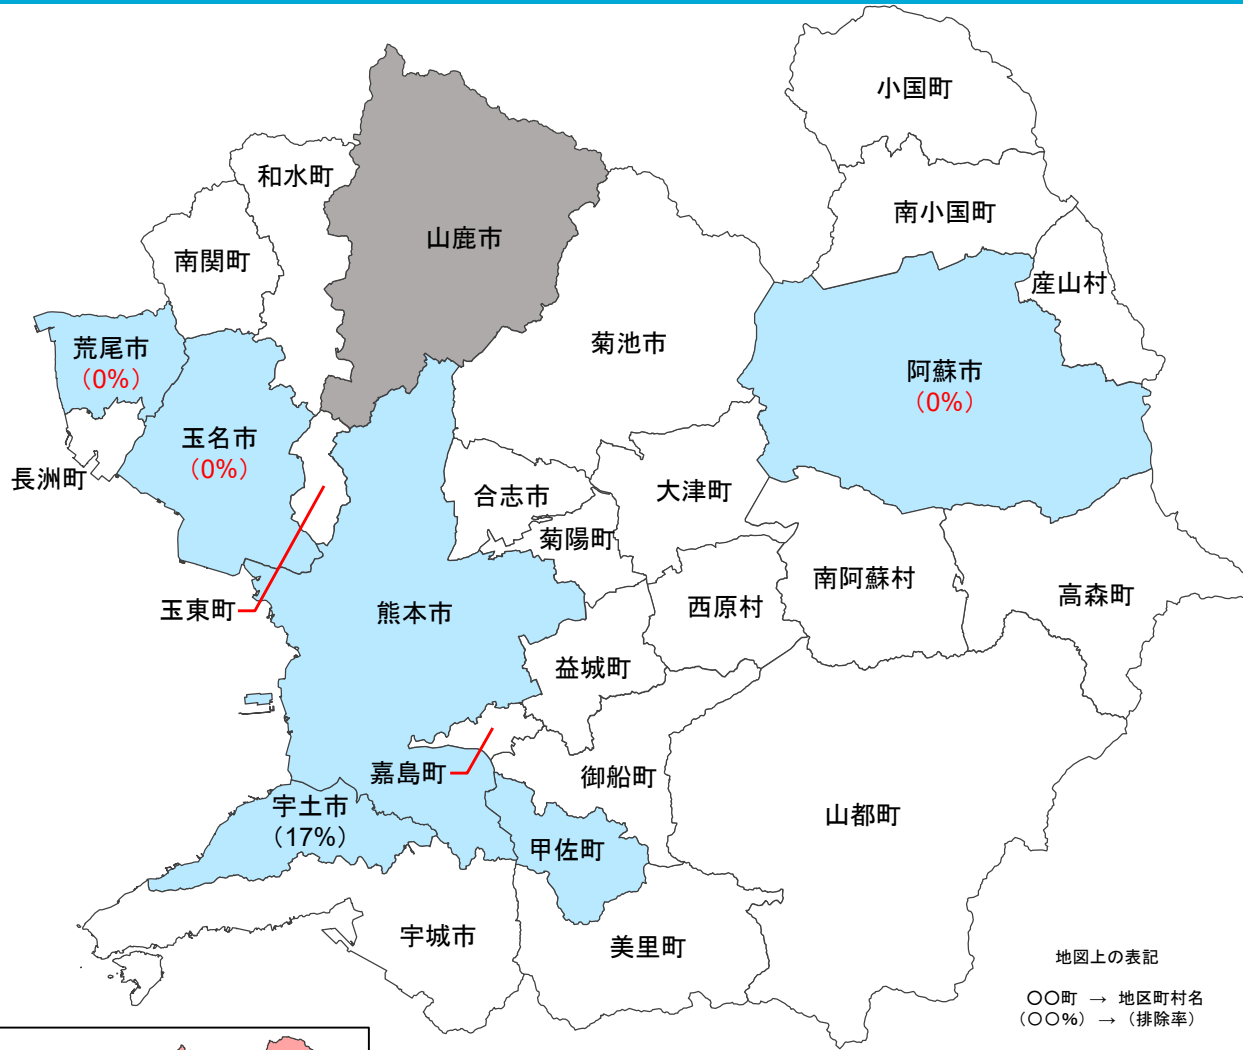 小国町
和水町
南小国町
山鹿市
南関町
産山村
菊池市
荒尾市
（0%）
阿蘇市
（0%）
玉名市
（0%）
長洲町
合志市
大津町
菊陽町
南阿蘇村
高森町
玉東町
熊本市
西原村
益城町
嘉島町
御船町
宇土市
（17%）
山都町
甲佐町
宇城市
美里町
地図上の表記
〇〇町 → 地区町村名
（〇〇%）→（排除率）